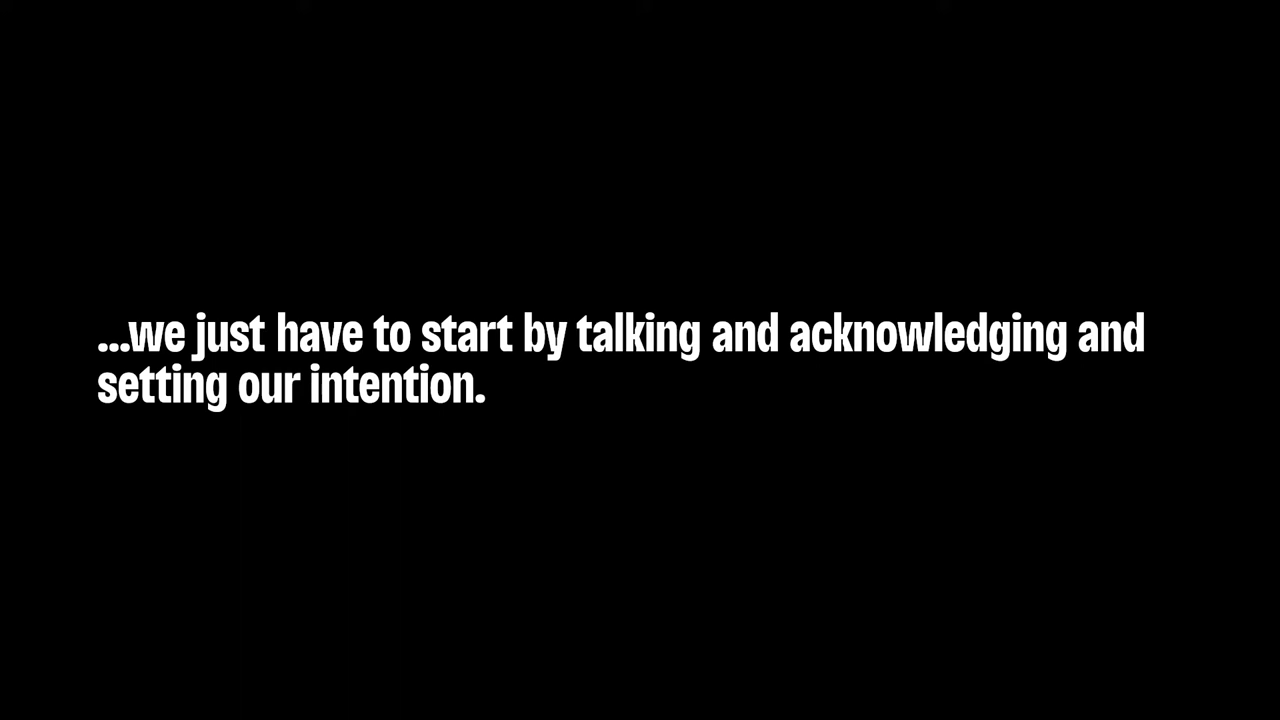 ...we just have to start by talking and acknowledging and
setting our intention.